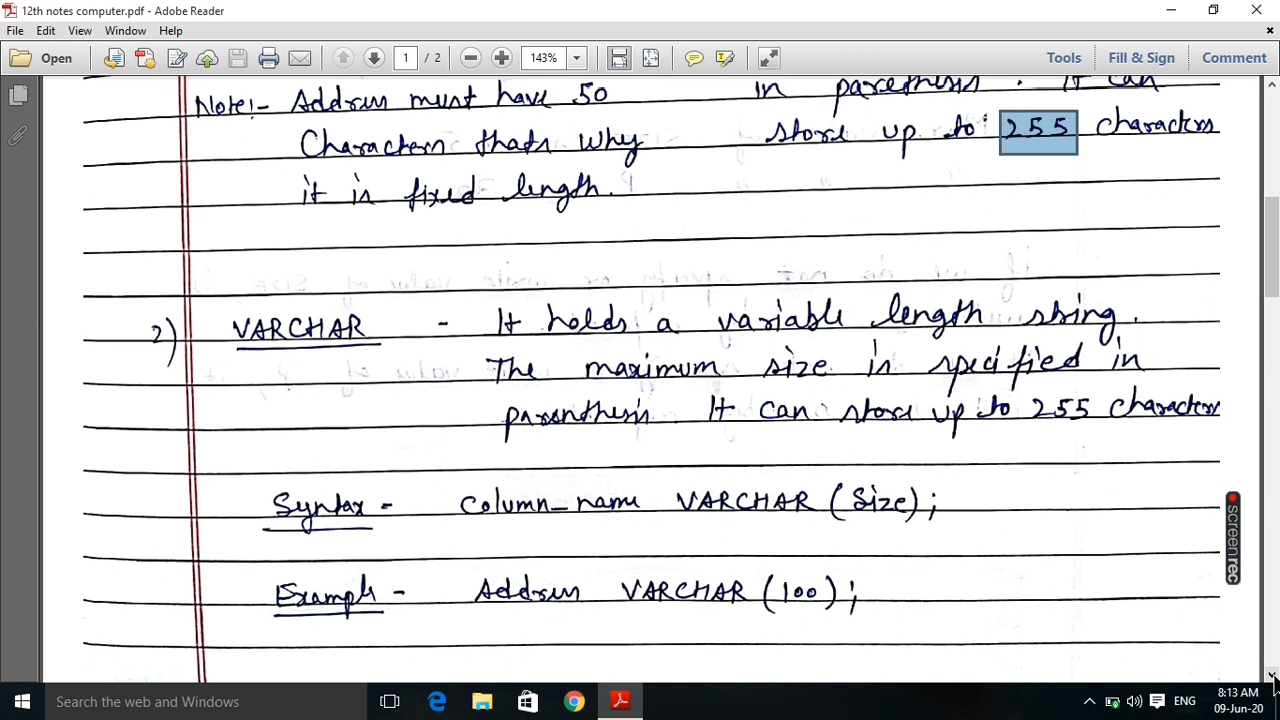 12th notes computer.pdf - Adobe Reader
File Edit View Window Help
Open 1 / 2 143% Tools Fill & Sign Comment
in parethesis. It can
Note:- Address must have 50
store up to 255 characters
Characters thats why
it is fixed length.
2) VARCHAR - It holds a variable length string.
The maximum size is specified in
parenthesis. It can store up to 255 characters
Syntax - Column_name VARCHAR (Size);
Example - Address VARCHAR (100);
screenrec
Search the web and Windows
ENG
8:13 AM
09-Jun-20